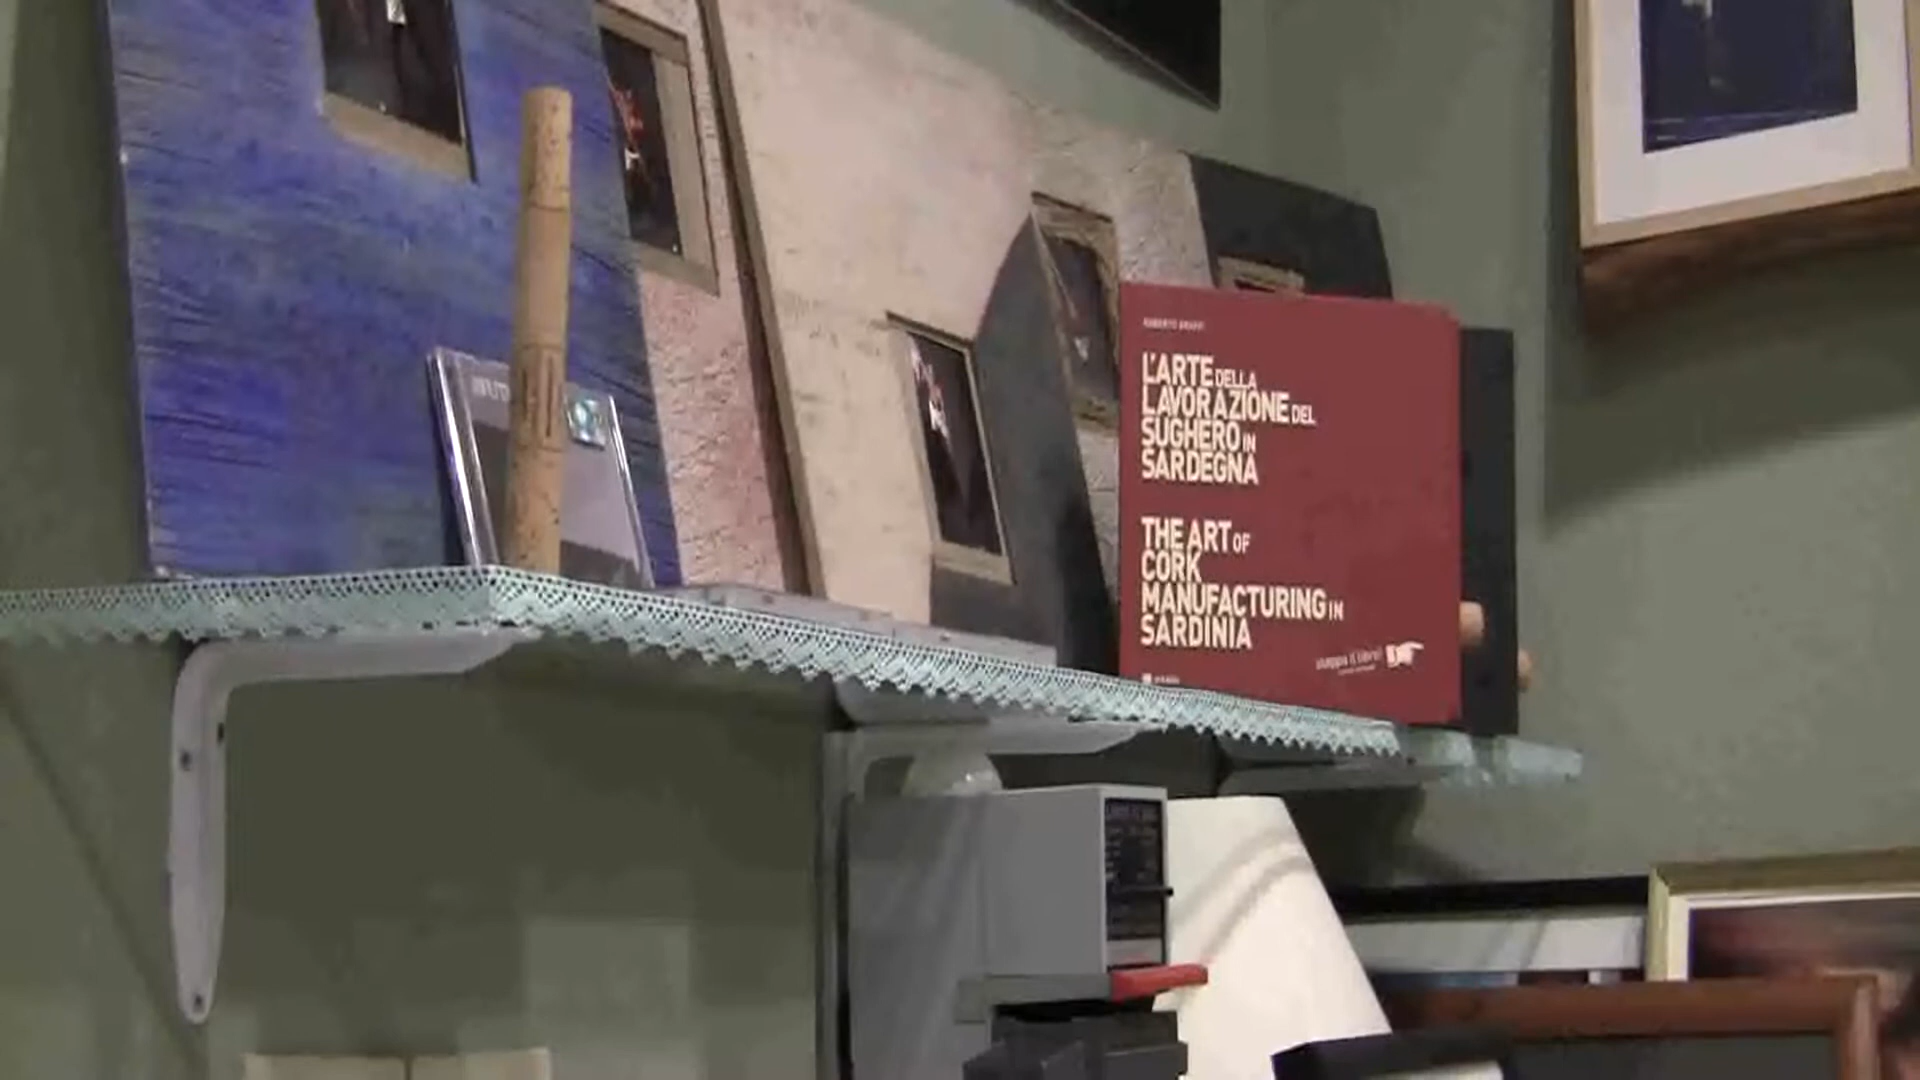 L'ARTE DELLA
LAVORAZIONE DEL
SUGHERO IN
SARDEGNA
THE ART OF
CORK
MANUFACTURING IN
SARDINIA